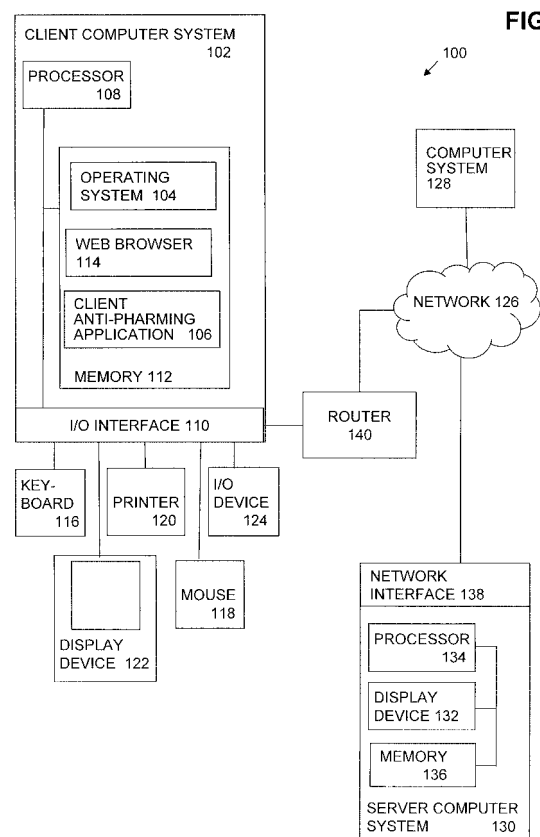 FIG
100
CLIENT COMPUTER SYSTEM
102
PROCESSOR
108
OPERATING
SYSTEM 104
WEB BROWSER
114
CLIENT
ANTI-PHARMING
APPLICATION 106
MEMORY 112
I/O INTERFACE 110
KEY-
BOARD
116
PRINTER
120
I/O
DEVICE
124
DISPLAY
DEVICE 122
MOUSE
118
ROUTER
140
COMPUTER
SYSTEM
128
NETWORK 126
NETWORK
INTERFACE 138
PROCESSOR
134
DISPLAY
DEVICE 132
MEMORY
136
SERVER COMPUTER
SYSTEM 130